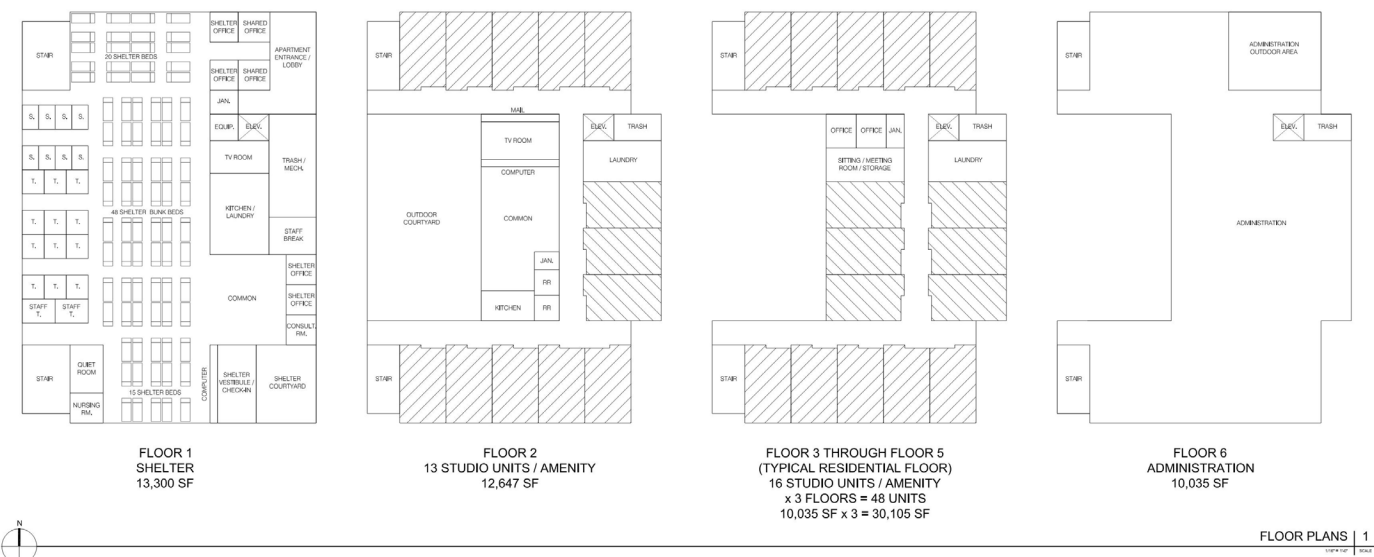 SHELTER
OFFICE
SHARED
OFFICE
STAIR
APARTMENT
ENTRANCE /
LOBBY
20 SHELTER BEDS
SHELTER
OFFICE
SHARED
OFFICE
JAN.
S. S. S. S.
EQUIP. ELEV.
S. S. S. S.
TV ROOM
TRASH /
MECH.
T. T. T.
48 SHELTER BUNK BEDS
KITCHEN /
LAUNDRY
T. T. T.
STAFF
BREAK
T. T. T.
SHELTER
OFFICE
T. T. T.
COMMON
SHELTER
OFFICE
STAFF
T.
STAFF
T.
CONSULT.
RM.
STAIR
QUIET
ROOM
COMPUTER
SHELTER
VESTIBULE /
CHECK-IN
SHELTER
COURTYARD
15 SHELTER BEDS
NURSING
RM.
FLOOR 1
SHELTER
13,300 SF
STAIR
MAIL
TV ROOM
ELEV. TRASH
LAUNDRY
COMPUTER
OUTDOOR
COURTYARD
COMMON
JAN.
RR
KITCHEN
RR
STAIR
FLOOR 2
13 STUDIO UNITS / AMENITY
12,647 SF
STAIR
OFFICE OFFICE JAN.
ELEV. TRASH
SITTING / MEETING
ROOM / STORAGE
LAUNDRY
STAIR
FLOOR 3 THROUGH FLOOR 5
(TYPICAL RESIDENTIAL FLOOR)
16 STUDIO UNITS / AMENITY
x 3 FLOORS = 48 UNITS
10,035 SF x 3 = 30,105 SF
STAIR
ADMINISTRATION
OUTDOOR AREA
ELEV. TRASH
ADMINISTRATION
STAIR
FLOOR 6
ADMINISTRATION
10,035 SF
N
FLOOR PLANS 1
SCALE